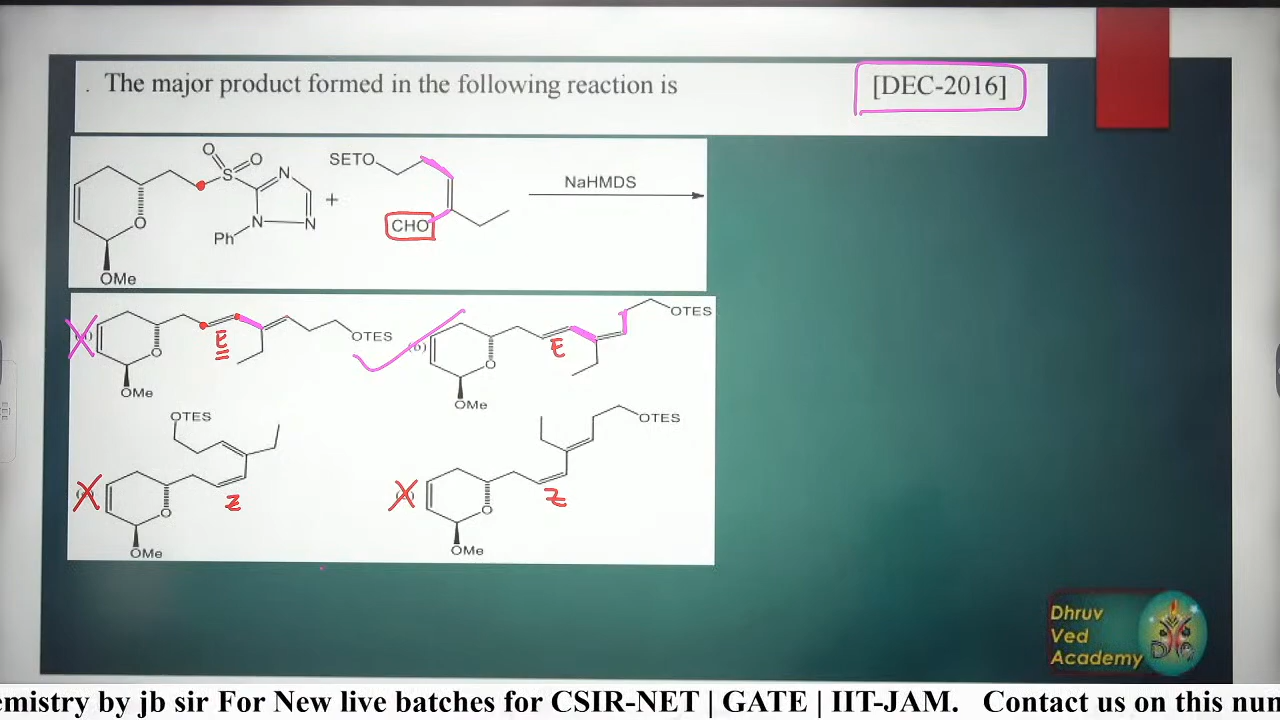 . The major product formed in the following reaction is
[DEC-2016]
O O
S
N
N
N
Ph
O
OMe
+
SETO
CHO
NaHMDS
O
OMe
E
OTES
(b)
O
OMe
E
OTES
OTES
O
OMe
Z
OTES
O
OMe
Z
Dhruv
Ved
Academy
emistry by jb sir For New live batches for CSIR-NET | GATE | IIT-JAM. Contact us on this num